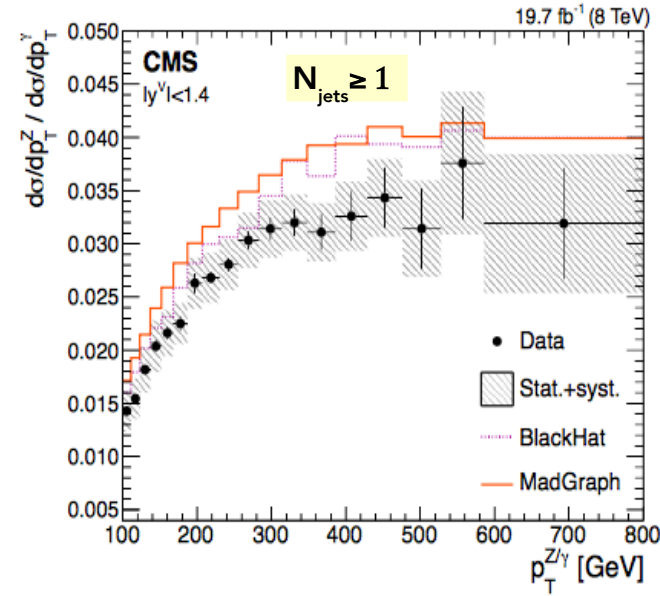 19.7 fb⁻¹ (8 TeV)
CMS
|y^V|<1.4
N_jets ≥ 1
dσ/dp_T^Z / dσ/dp_T^γ
0.050
0.045
0.040
0.035
0.030
0.025
0.020
0.015
0.010
0.005
Data
Stat.+syst.
BlackHat
MadGraph
100 200 300 400 500 600 700 800
p_T^Z/γ [GeV]